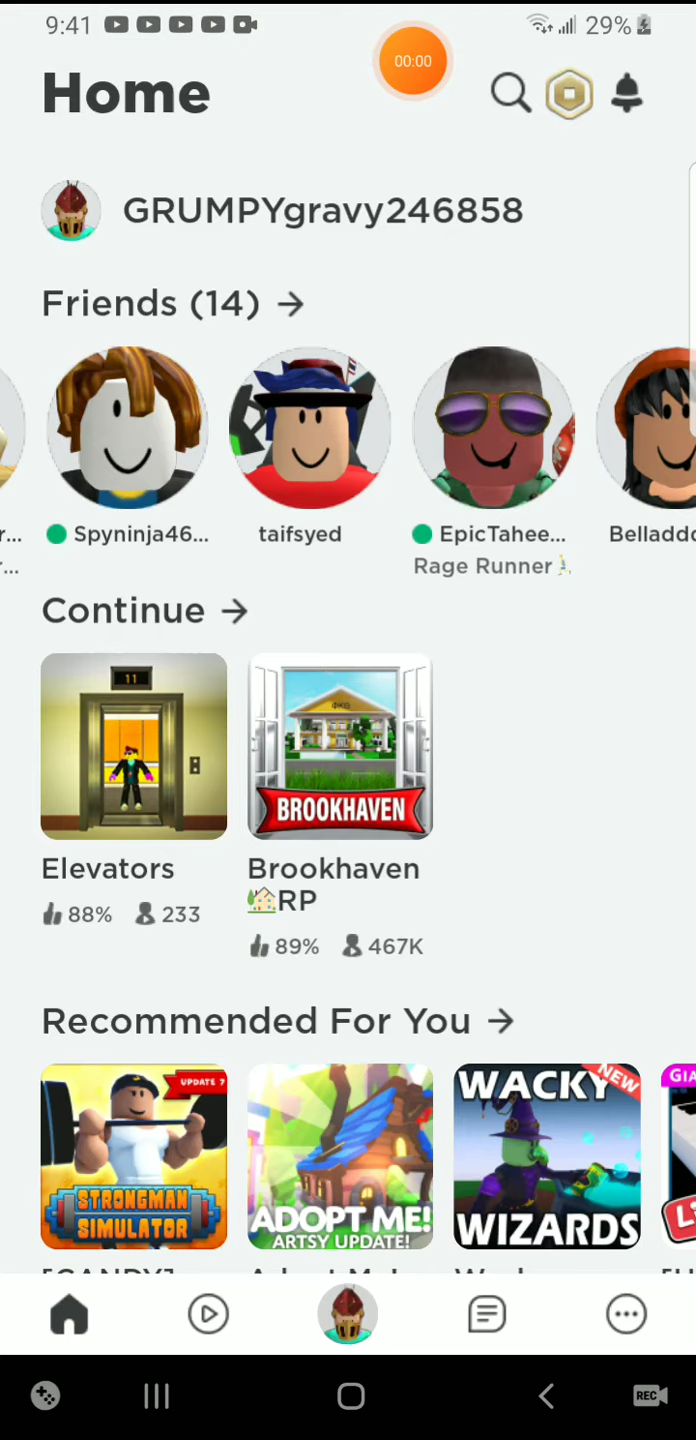 9:41
29%
00:00
Home
GRUMPYgravy246858
Friends (14) →
Spyninja46...
taifsyed
EpicTahee...
Rage Runner
Continue →
11
ΦΚΘ
BROOKHAVEN
Elevators
Brookhaven
RP
88% 233
89% 467K
Recommended For You →
UPDATE 7
STRONGMAN
SIMULATOR
ADOPT ME!
ARTSY UPDATE!
WACKY
NEW
WIZARDS
REC